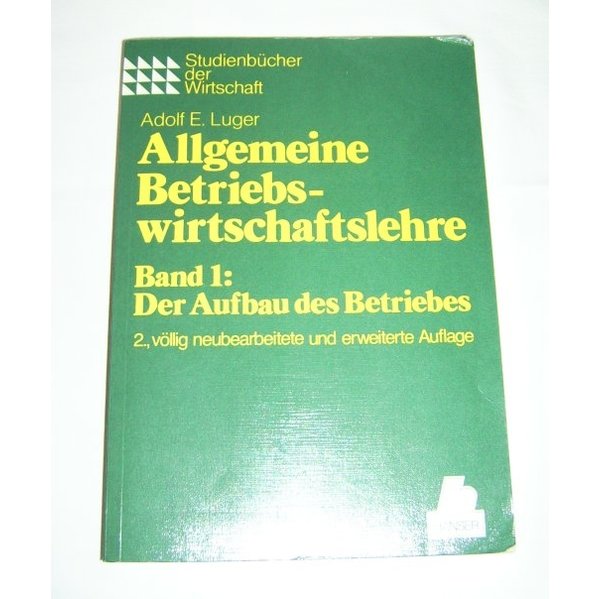 Studienbücher
der
Wirtschaft
Adolf E. Luger
Allgemeine
Betriebs-
wirtschaftslehre
Band 1:
Der Aufbau des Betriebes
2., völlig neubearbeitete und erweiterte Auflage